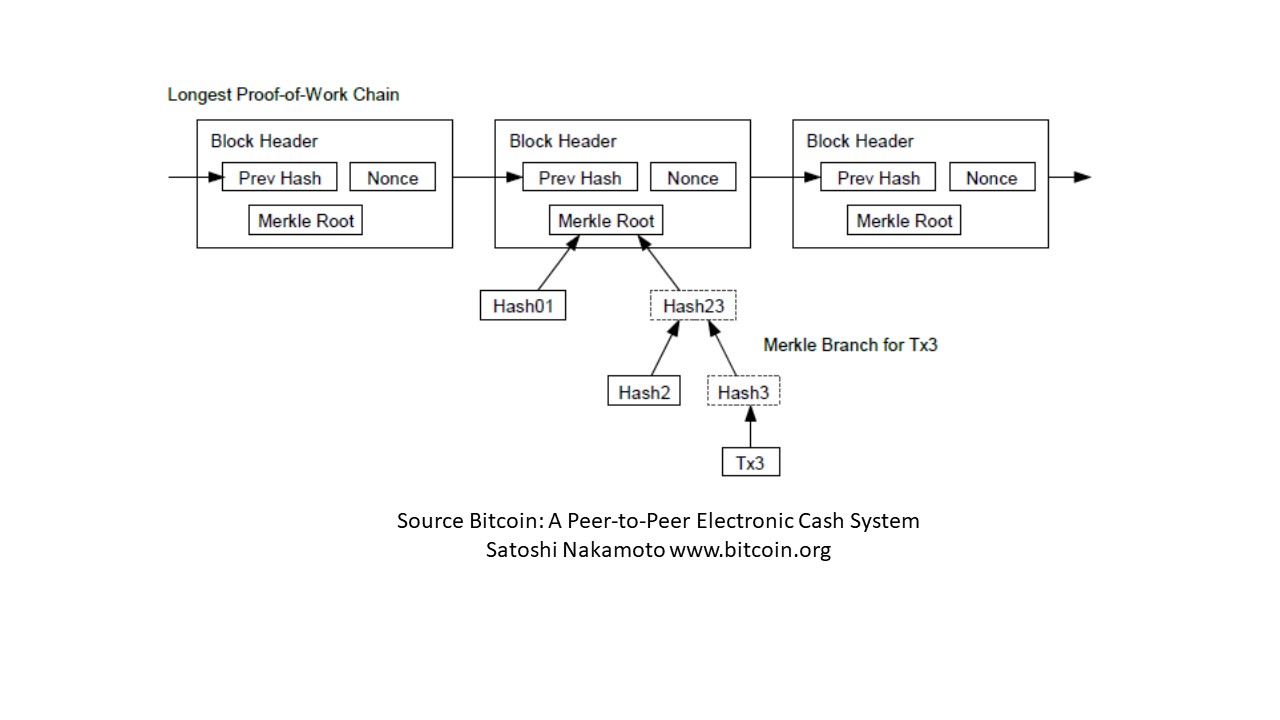 Longest Proof-of-Work Chain
Block Header
Prev Hash
Nonce
Merkle Root
Block Header
Prev Hash
Nonce
Merkle Root
Block Header
Prev Hash
Nonce
Merkle Root
Hash01
Hash23
Merkle Branch for Tx3
Hash2
Hash3
Tx3
Source Bitcoin: A Peer-to-Peer Electronic Cash System
Satoshi Nakamoto www.bitcoin.org